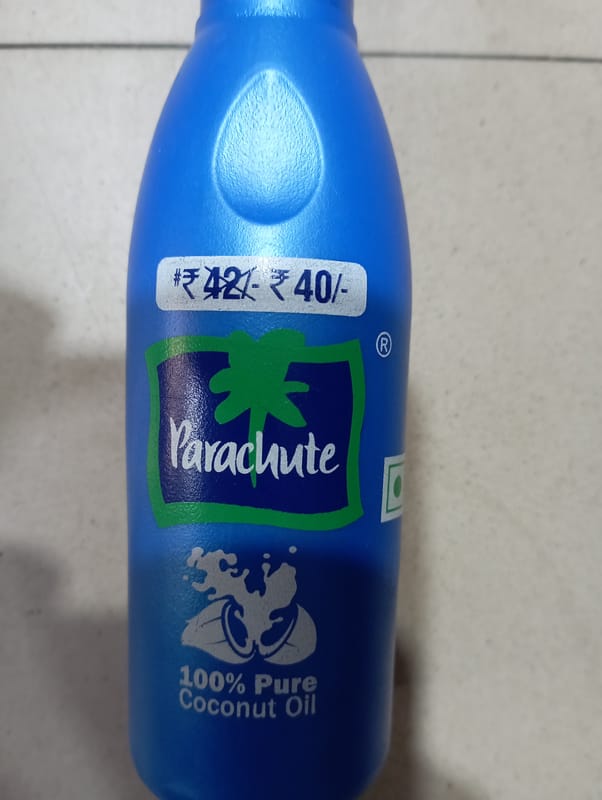 #₹ 42/- ₹ 40/-
®
Parachute
100% Pure
Coconut Oil